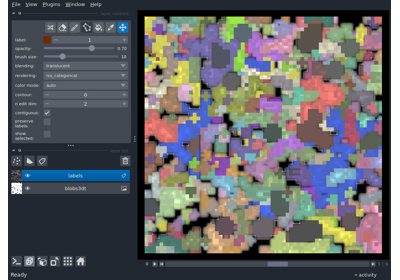 File View Plugins Window Help
label: 1
opacity: 0.70
brush size: 10
blending: translucent
rendering: iso_categorical
color mode: auto
contour: 0
n edit dim: 2
contiguous:
preserve labels:
show selected:
labels
blobs3dt
Ready
activity